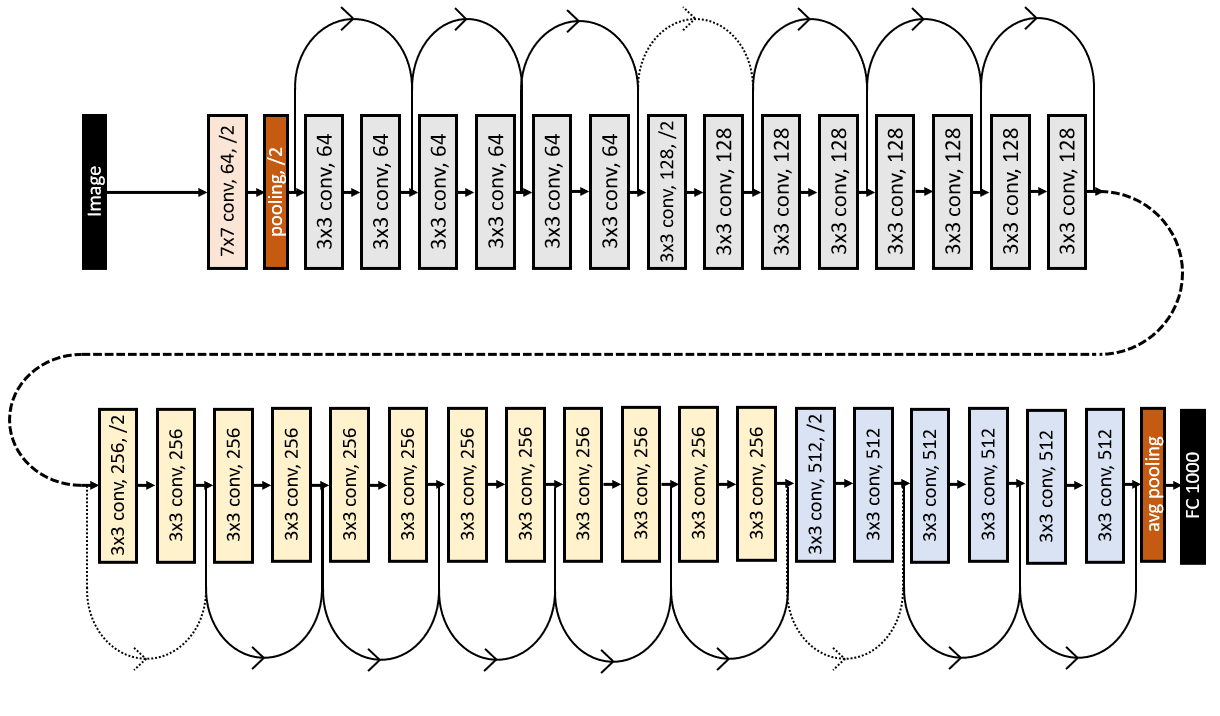 Image
7x7 conv, 64, /2
pooling, /2
3x3 conv, 64
3x3 conv, 64
3x3 conv, 64
3x3 conv, 64
3x3 conv, 64
3x3 conv, 64
3x3 conv, 128, /2
3x3 conv, 128
3x3 conv, 128
3x3 conv, 128
3x3 conv, 128
3x3 conv, 128
3x3 conv, 128
3x3 conv, 128
3x3 conv, 256, /2
3x3 conv, 256
3x3 conv, 256
3x3 conv, 256
3x3 conv, 256
3x3 conv, 256
3x3 conv, 256
3x3 conv, 256
3x3 conv, 256
3x3 conv, 256
3x3 conv, 256
3x3 conv, 256
3x3 conv, 512, /2
3x3 conv, 512
3x3 conv, 512
3x3 conv, 512
3x3 conv, 512
3x3 conv, 512
avg pooling
FC 1000